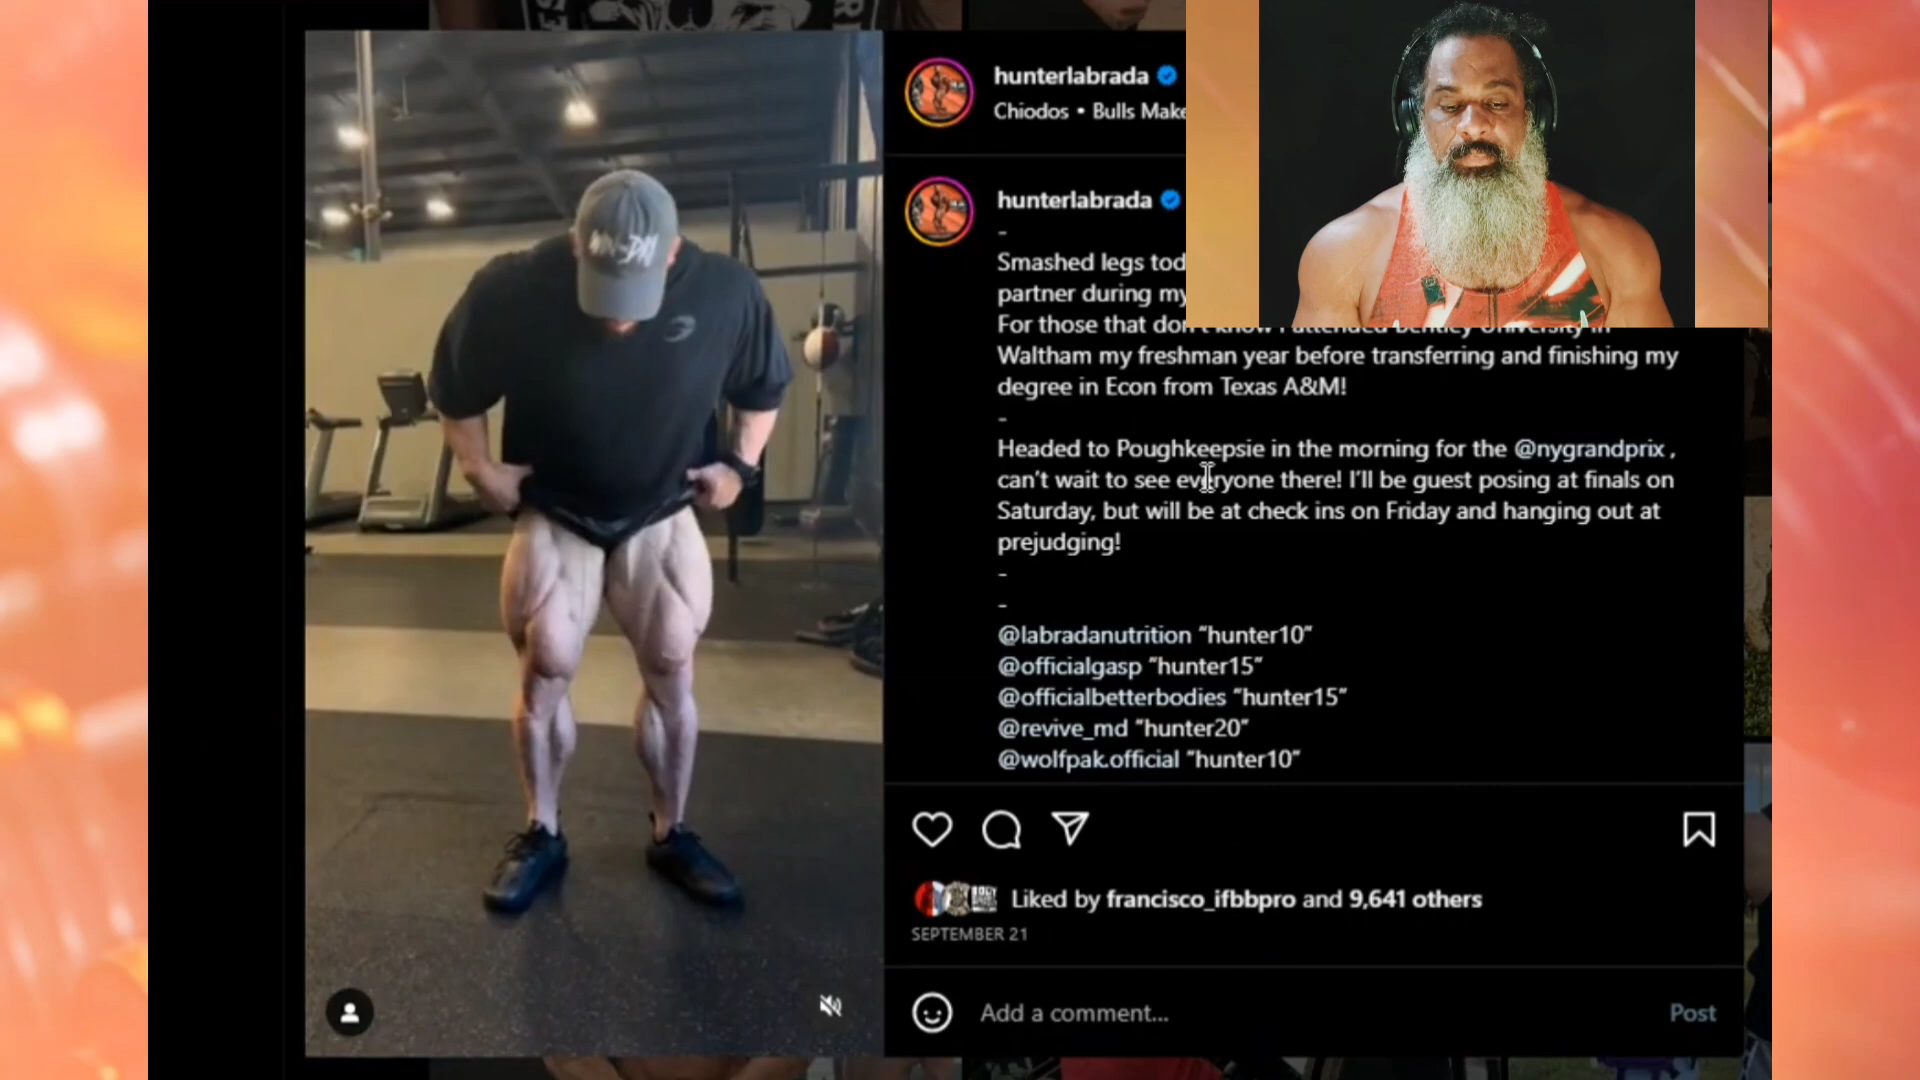 hunterlabrada
Chiodos • Bulls Make
hunterlabrada
-
Smashed legs tod
partner during my
For those that don't know I attended Bentley University in
Waltham my freshman year before transferring and finishing my
degree in Econ from Texas A&M!
-
Headed to Poughkeepsie in the morning for the @nygrandprix ,
can't wait to see everyone there! I'll be guest posing at finals on
Saturday, but will be at check ins on Friday and hanging out at
prejudging!
-
-
@labradanutrition "hunter10"
@officialgasp "hunter15"
@officialbetterbodies "hunter15"
@revive_md "hunter20"
@wolfpak.official "hunter10"
Liked by francisco_ifbbpro and 9,641 others
SEPTEMBER 21
Add a comment...
Post